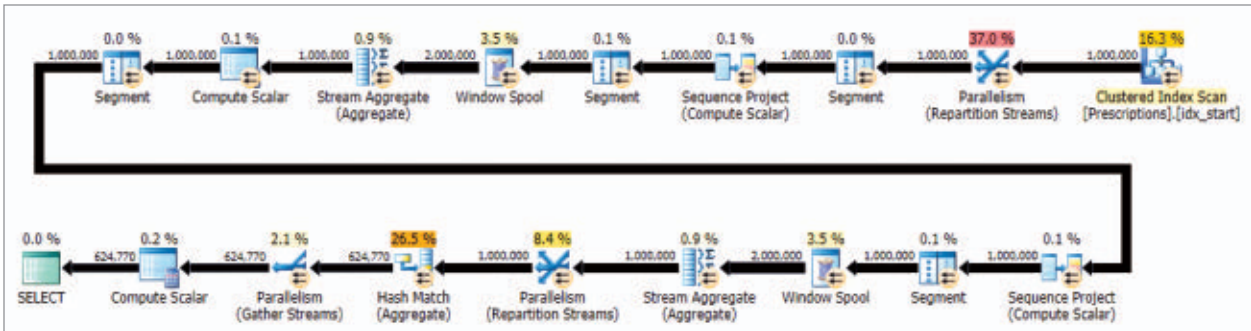 0.0 % 0.1 % 0.9 % 3.5 % 0.1 % 0.1 % 0.0 % 37.0 % 16.3 %
1,000,000 1,000,000 1,000,000 2,000,000 1,000,000 1,000,000 1,000,000 1,000,000 1,000,000
Segment Compute Scalar Stream Aggregate Window Spool Segment Sequence Project Segment Parallelism Clustered Index Scan
(Aggregate) (Compute Scalar) (Repartition Streams) [Prescriptions].[idx_start]
0.0 % 0.2 % 2.1 % 26.5 % 8.4 % 0.9 % 3.5 % 0.1 % 0.1 %
624,770 624,770 624,770 1,000,000 1,000,000 2,000,000 1,000,000 1,000,000
SELECT Compute Scalar Parallelism Hash Match Parallelism Stream Aggregate Window Spool Segment Sequence Project
(Gather Streams) (Aggregate) (Repartition Streams) (Aggregate) (Compute Scalar)